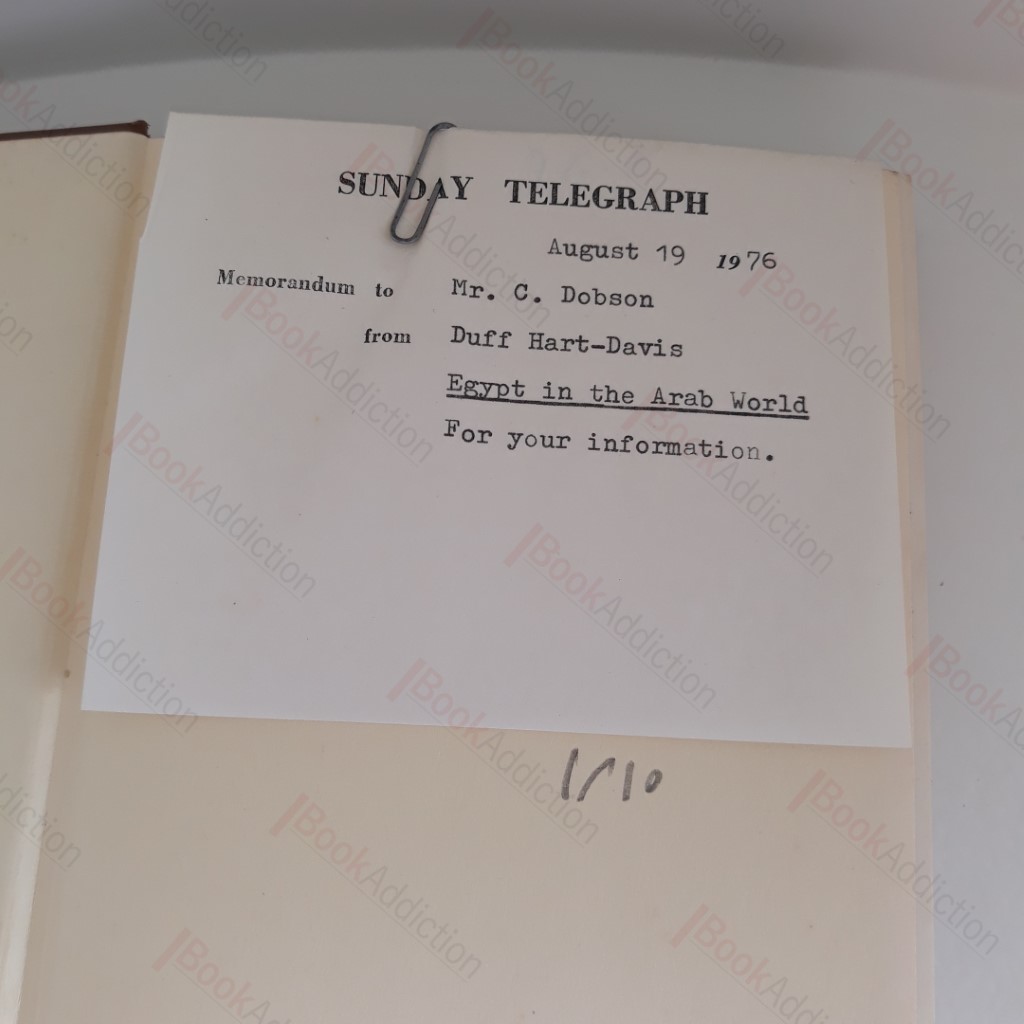 SUNDAY TELEGRAPH
August 19 1976
Memorandum to Mr. C. Dobson
from Duff Hart-Davis
Egypt in the Arab World
For your information.
1/10
BookAddiction